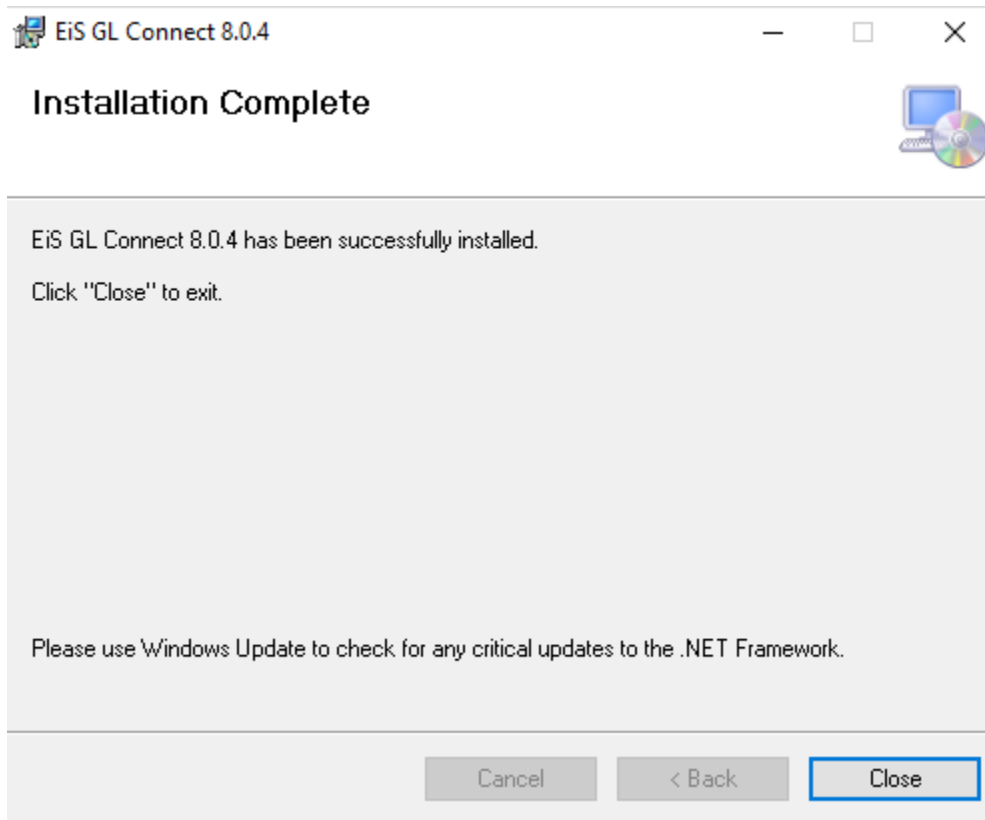 EiS GL Connect 8.0.4
Installation Complete
EiS GL Connect 8.0.4 has been successfully installed.
Click "Close" to exit.
Please use Windows Update to check for any critical updates to the .NET Framework.
Cancel
< Back
Close